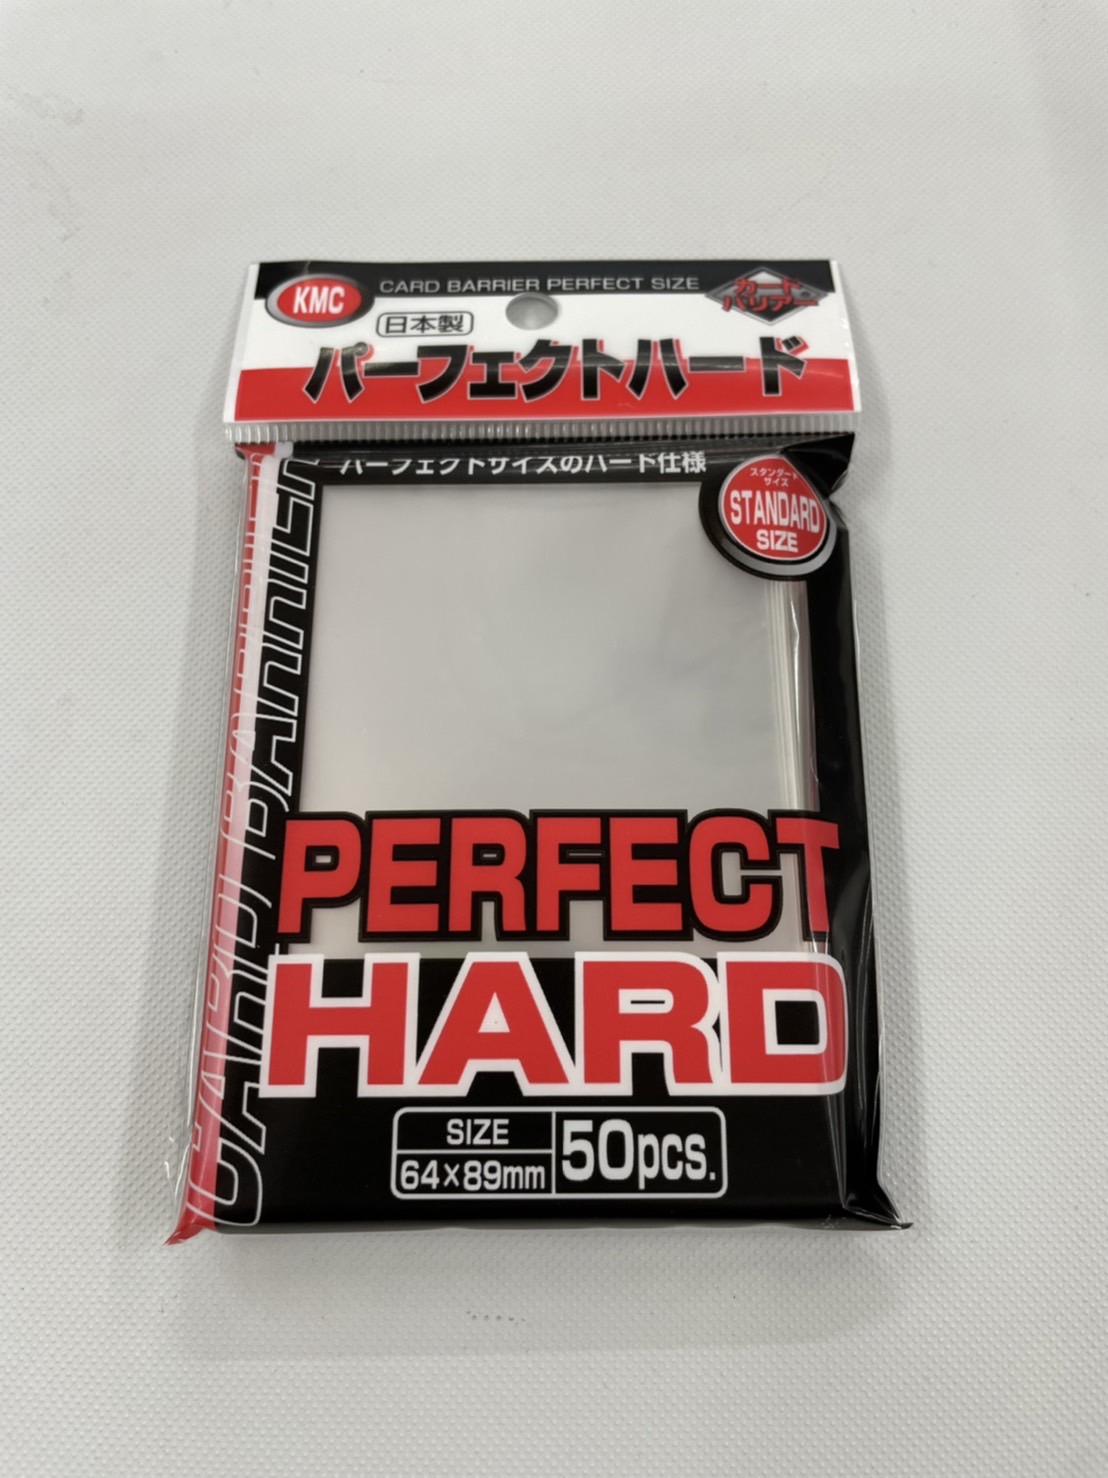 KMC
CARD BARRIER PERFECT SIZE
カード
バリアー
日本製
パーフェクトハード
パーフェクトサイズのハード仕様
スタンダード
サイズ
STANDARD
SIZE
CARD BARRIER
PERFECT
HARD
SIZE
64×89mm
50pcs.